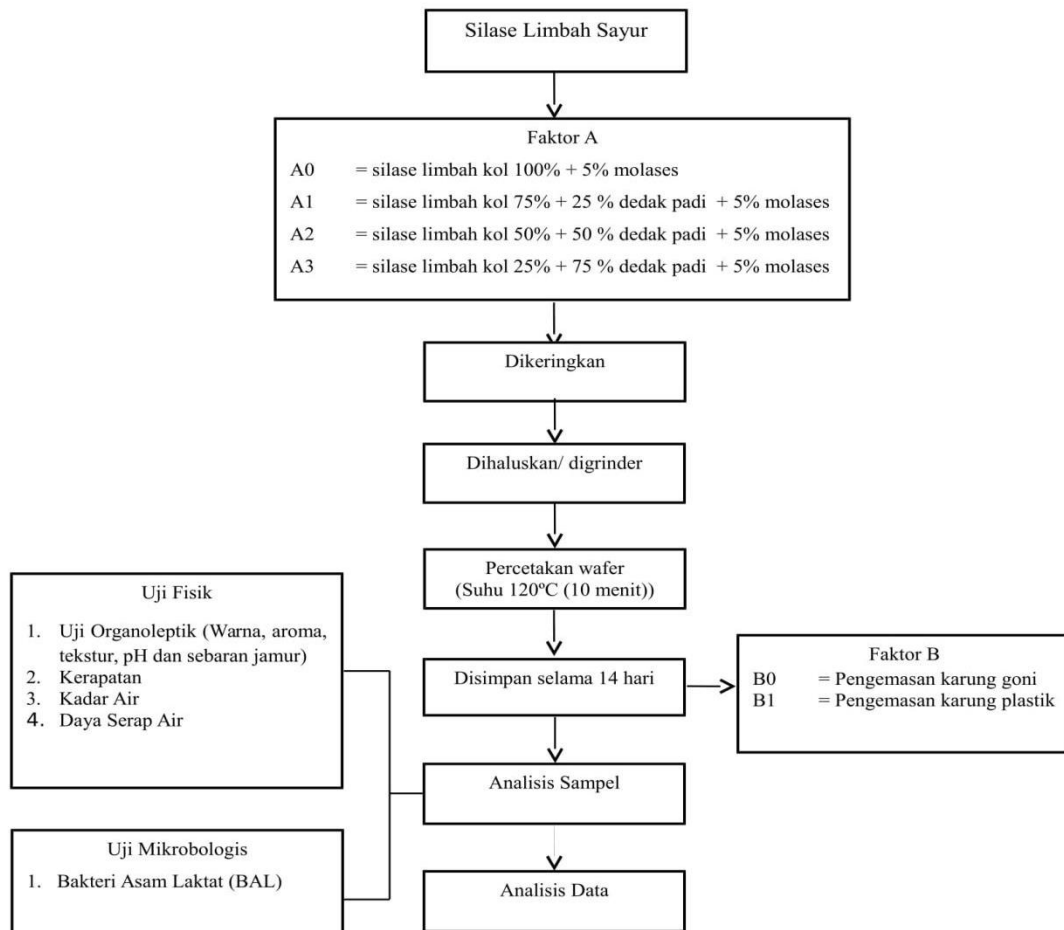 Silase Limbah Sayur
Faktor A
A0 = silase limbah kol 100% + 5% molases
A1 = silase limbah kol 75% + 25 % dedak padi + 5% molases
A2 = silase limbah kol 50% + 50 % dedak padi + 5% molases
A3 = silase limbah kol 25% + 75 % dedak padi + 5% molases
Dikeringkan
Dihaluskan/ digrinder
Percetakan wafer
(Suhu 120ºC (10 menit))
Disimpan selama 14 hari
Faktor B
B0 = Pengemasan karung goni
B1 = Pengemasan karung plastik
Analisis Sampel
Uji Fisik
1. Uji Organoleptik (Warna, aroma,
tekstur, pH dan sebaran jamur)
2. Kerapatan
3. Kadar Air
4. Daya Serap Air
Uji Mikrobologis
1. Bakteri Asam Laktat (BAL)
Analisis Data